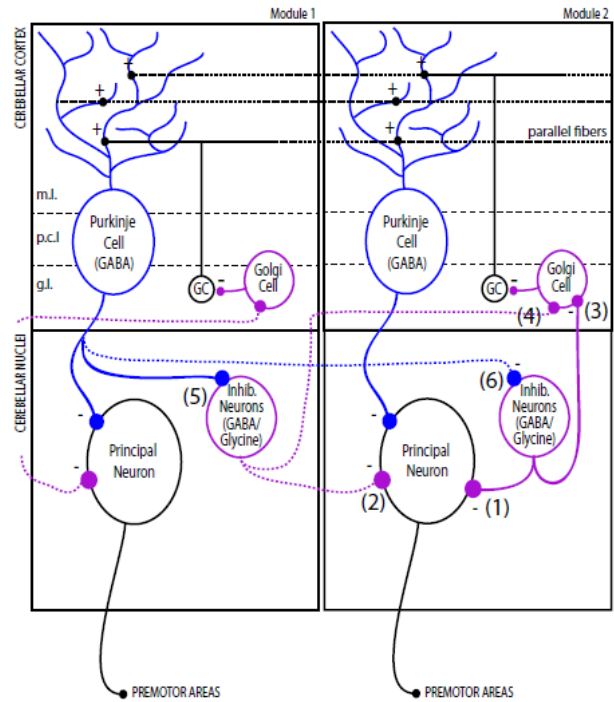 Module 1
Module 2
CEREBELLAR CORTEX
+
+
+
+
+
+
parallel fibers
m.l.
p.c.l
g.l.
Purkinje
Cell
(GABA)
GC
-
Golgi
Cell
Purkinje
Cell
(GABA)
GC
-
Golgi
Cell
(4)
-
(3)
CEREBELLAR NUCLEI
-
(5)
Inhib.
Neurons
(GABA/
Glycine)
Principal
Neuron
-
-
(6)
-
Inhib.
Neurons
(GABA/
Glycine)
Principal
Neuron
-
(2)
- (1)
PREMOTOR AREAS
PREMOTOR AREAS